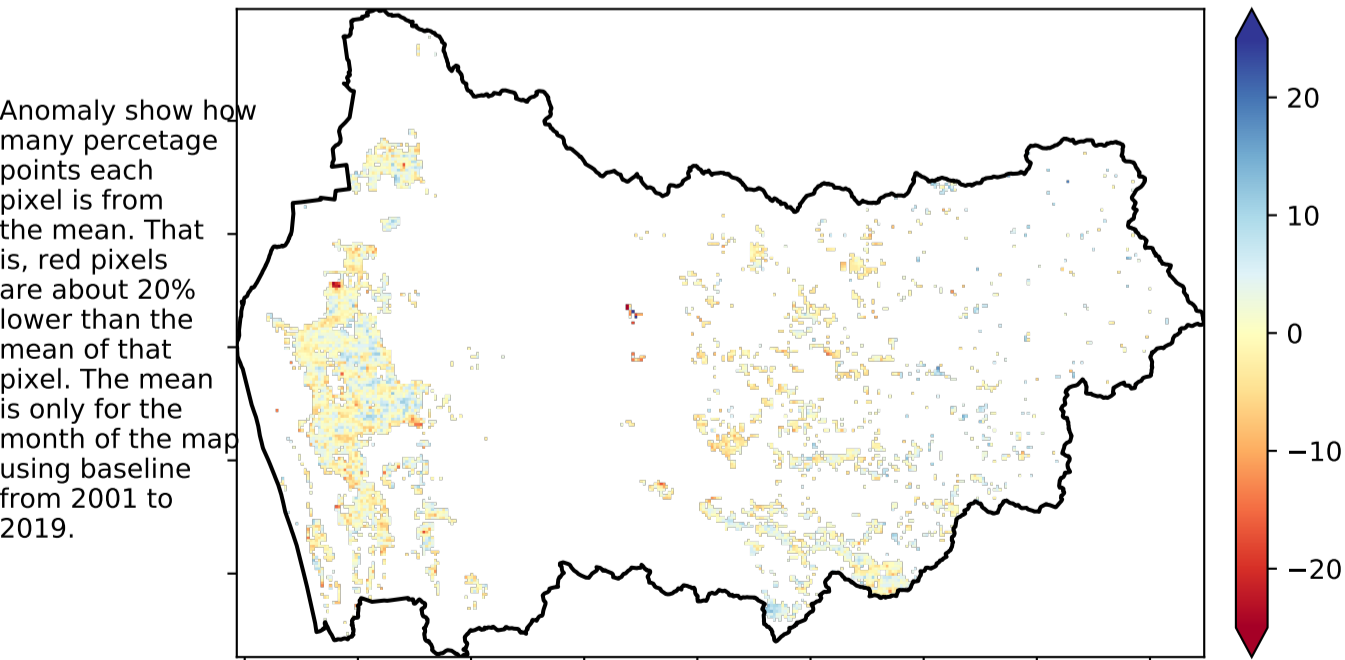 Anomaly show how
many percetage
points each
pixel is from
the mean. That
is, red pixels
are about 20%
lower than the
mean of that
pixel. The mean
is only for the
month of the map
using baseline
from 2001 to
2019.
20
10
0
−10
−20